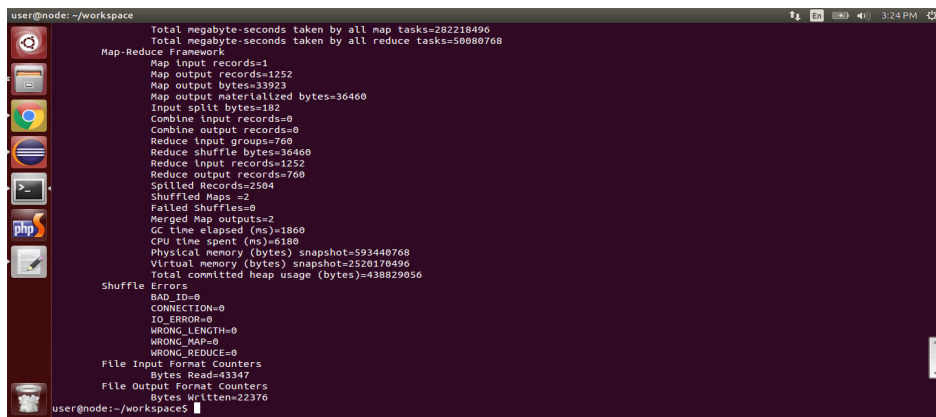 user@node: ~/workspace
En
3:24 PM
Total megabyte-seconds taken by all map tasks=282218496
Total megabyte-seconds taken by all reduce tasks=50080768
Map-Reduce Framework
Map input records=1
Map output records=1252
Map output bytes=33923
Map output materialized bytes=36460
Input split bytes=182
Combine input records=0
Combine output records=0
Reduce input groups=760
Reduce shuffle bytes=36460
Reduce input records=1252
Reduce output records=760
Spilled Records=2504
Shuffled Maps =2
Failed Shuffles=0
Merged Map outputs=2
GC time elapsed (ms)=1860
CPU time spent (ms)=6180
Physical memory (bytes) snapshot=593440768
Virtual memory (bytes) snapshot=2520170496
Total committed heap usage (bytes)=438829056
Shuffle Errors
BAD_ID=0
CONNECTION=0
IO_ERROR=0
WRONG_LENGTH=0
WRONG_MAP=0
WRONG_REDUCE=0
File Input Format Counters
Bytes Read=43347
File Output Format Counters
Bytes Written=22376
user@node:~/workspace$
>_
php